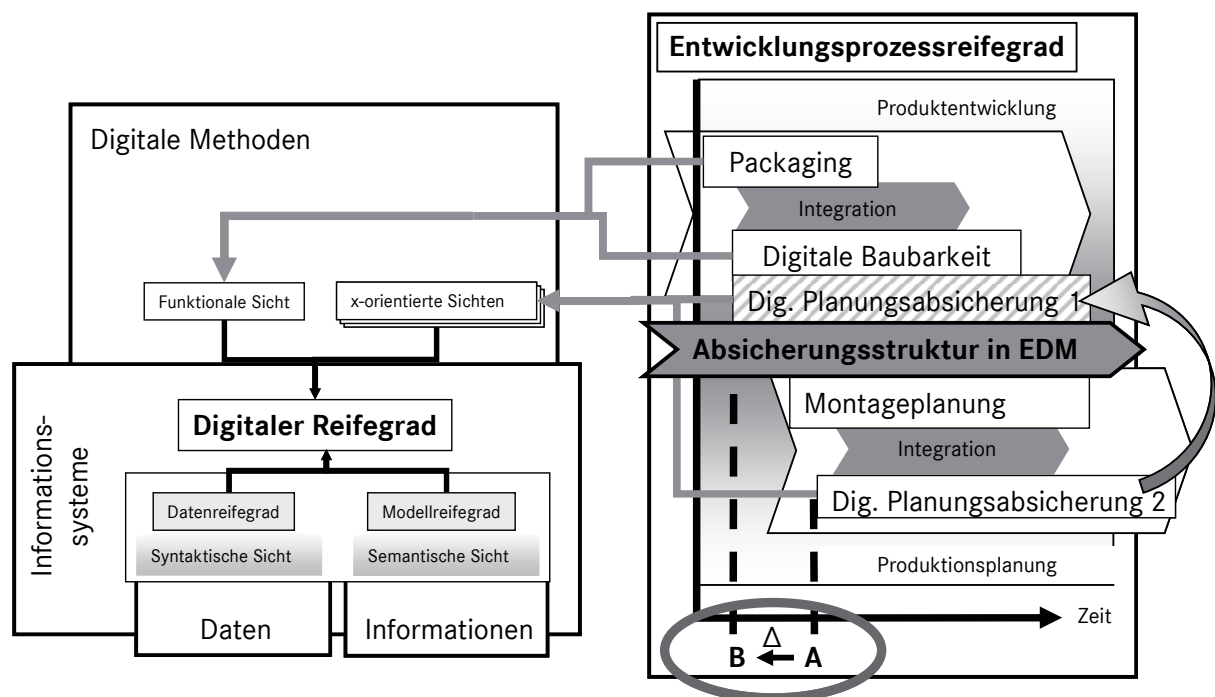 Digitale Methoden
Funktionale Sicht
x-orientierte Sichten
Informations-
systeme
Digitaler Reifegrad
Datenreifegrad
Modellreifegrad
Syntaktische Sicht
Semantische Sicht
Daten
Informationen
Entwicklungsprozessreifegrad
Produktentwicklung
Packaging
Integration
Digitale Baubarkeit
Dig. Planungsabsicherung 1
Absicherungsstruktur in EDM
Montageplanung
Integration
Dig. Planungsabsicherung 2
Produktionsplanung
Zeit
Δ
B A